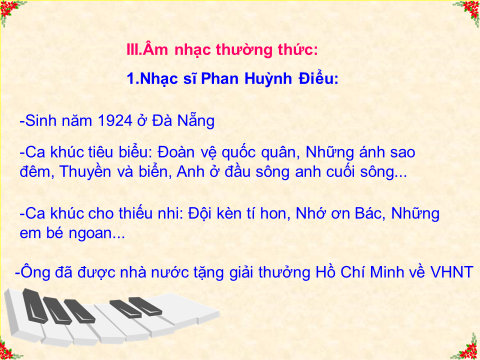 III.Âm nhạc thường thức:
1.Nhạc sĩ Phan Huỳnh Điểu:
-Sinh năm 1924 ở Đà Nẵng
-Ca khúc tiêu biểu: Đoàn vệ quốc quân, Những ánh sao
đêm, Thuyền và biển, Anh ở đầu sông anh cuối sông...
-Ca khúc cho thiếu nhi: Đội kèn tí hon, Nhớ ơn Bác, Những
em bé ngoan...
-Ông đã được nhà nước tặng giải thưởng Hồ Chí Minh về VHNT